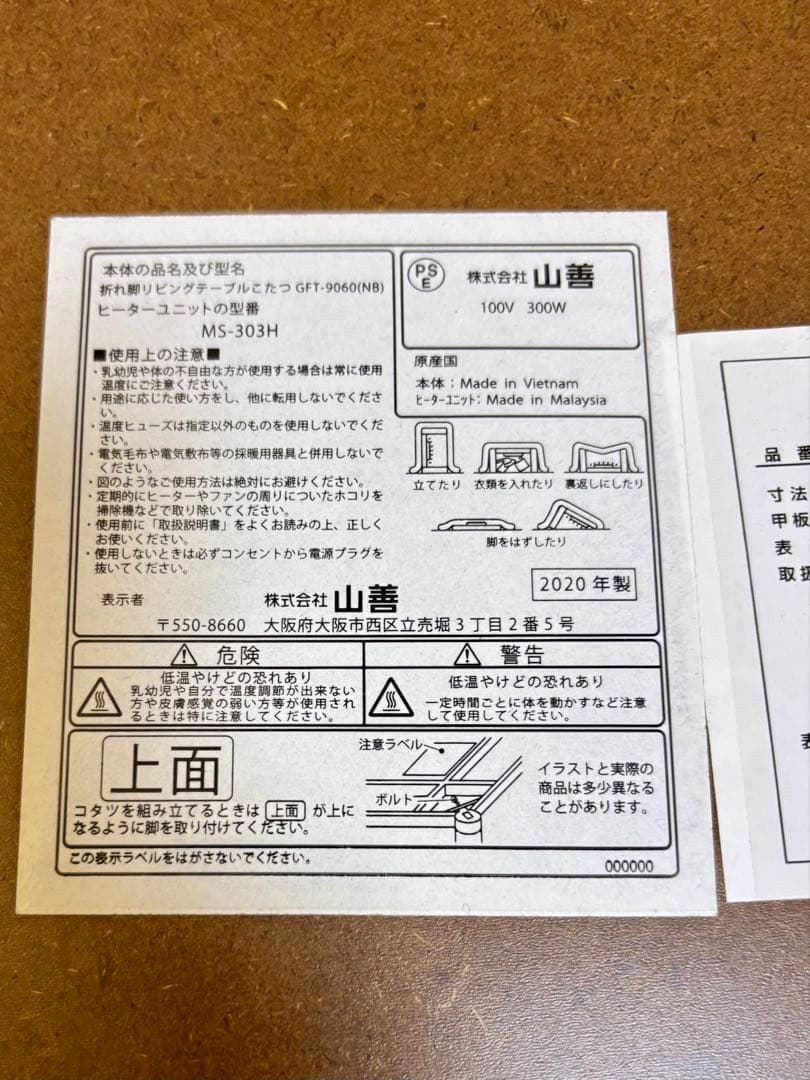 本体の品名及び型名
折れ脚リビングテーブルこたつ GFT-9060(NB)
ヒーターユニットの型番
MS-303H
■使用上の注意■
・乳幼児や体の不自由な方が使用する場合は常に使用
温度にご注意ください。
・用途に応じた使い方をし、他に転用しないでくださ
い。
・温度ヒューズは指定以外のものを使用しないでくだ
さい。
・電気毛布や電気敷布等の採暖用器具と併用しないで
ください。
・図のようなご使用方法は絶対にお避けください。
・定期的にヒーターやファンの周りについたホコリを
掃除機などで取り除いてください。
・使用前に「取扱説明書」をよくお読みの上、正しく
お使いください。
・使用しないときは必ずコンセントから電源プラグを
抜いてください。
PS
E
株式会社 山善
100V 300W
原産国
本体：Made in Vietnam
ヒーターユニット：Made in Malaysia
立てたり 衣類を入れたり 裏返しにしたり
脚をはずしたり
2020 年製
表示者 株式会社 山善
〒550-8660 大阪府大阪市西区立売堀3丁目2番5号
危険
低温やけどの恐れあり
乳幼児や自分で温度調節が出来ない
方や皮膚感覚の弱い方等が使用され
るときは特に注意してください。
警告
低温やけどの恐れあり
一定時間ごとに体を動かすなど注意
して使用してください。
上面
コタツを組み立てるときは 上面 が上に
なるように脚を取り付けてください。
注意ラベル
ボルト
イラストと実際の
商品は多少異なる
ことがあります。
この表示ラベルをはがさないでください。
000000
品番
寸法
甲板
表
取扱